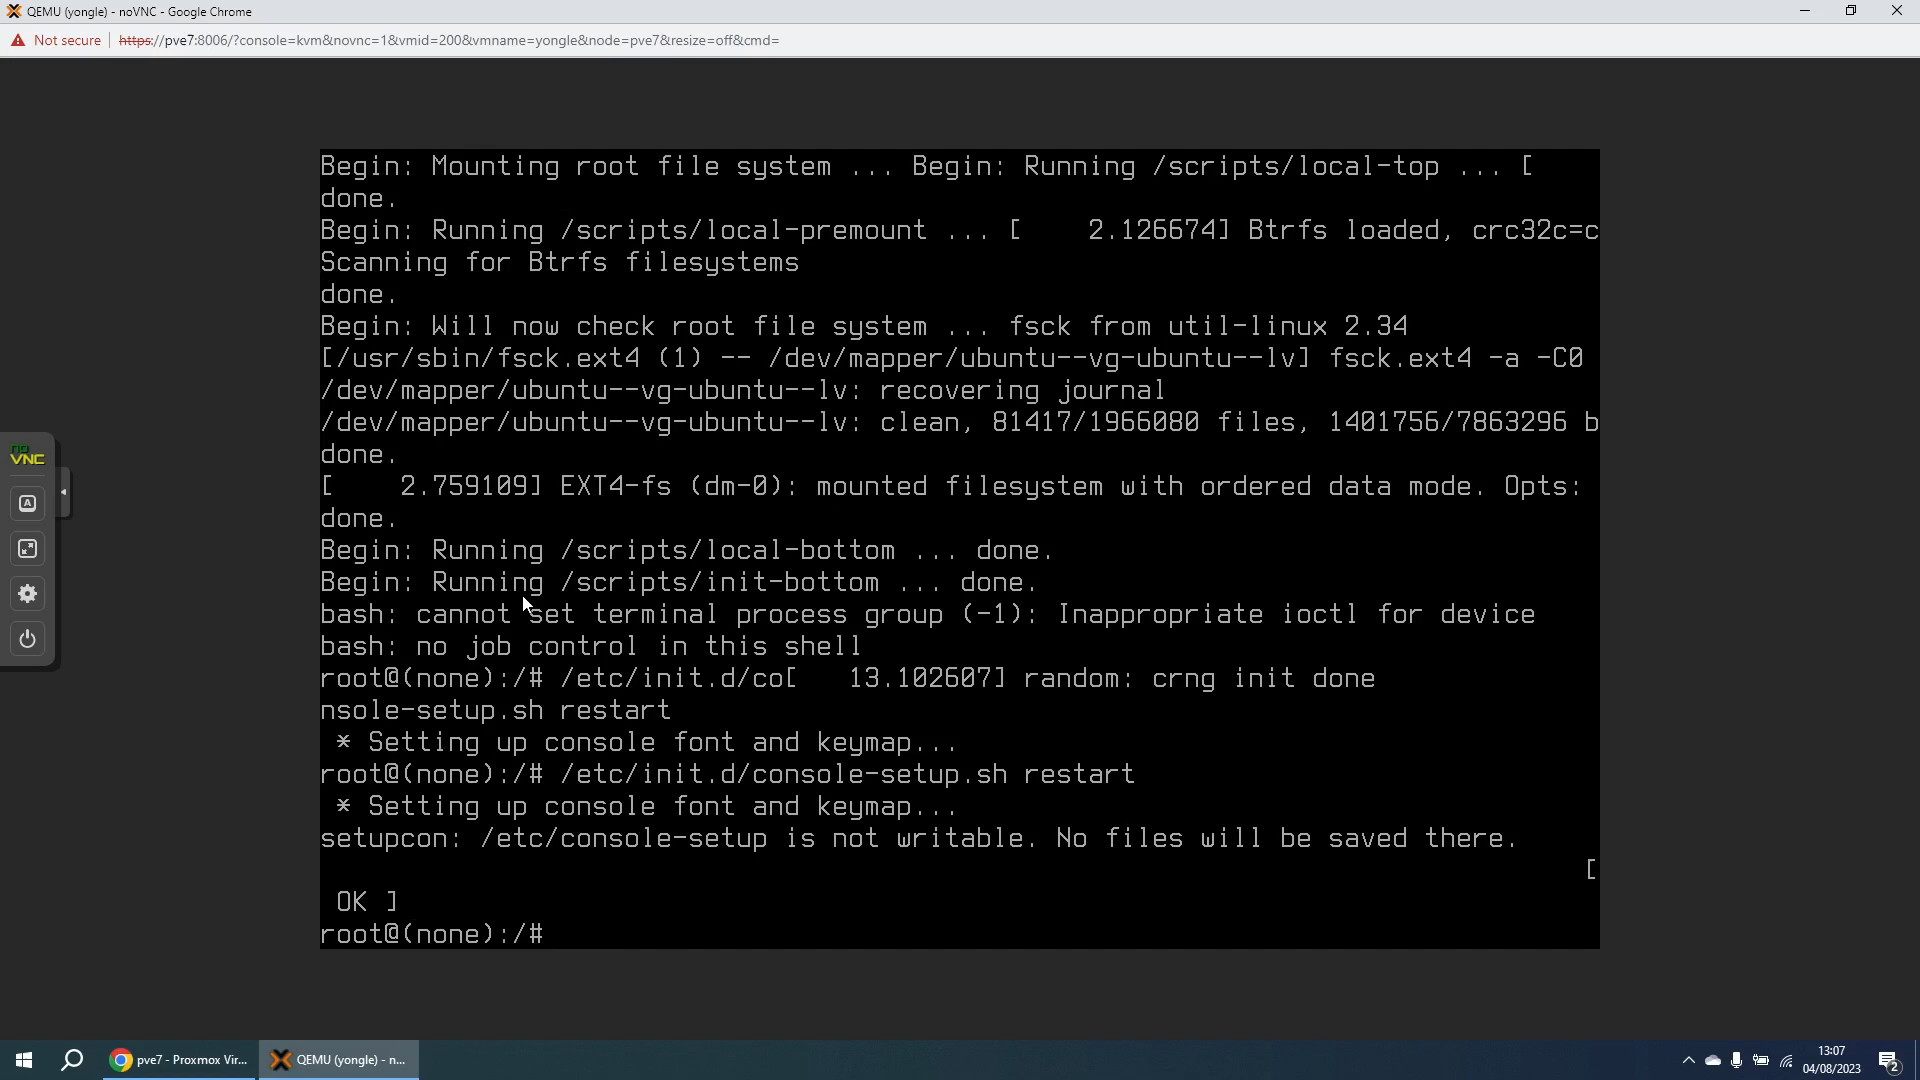 QEMU (yongle) - noVNC - Google Chrome
Not secure
https://pve7:8006/?console=kvm&novnc=1&vmid=200&vmname=yongle&node=pve7&resize=off&cmd=
Begin: Mounting root file system ... Begin: Running /scripts/local-top ... [
done.
Begin: Running /scripts/local-premount ... [    2.126674] Btrfs loaded, crc32c=c
Scanning for Btrfs filesystems
done.
Begin: Will now check root file system ... fsck from util-linux 2.34
[/usr/sbin/fsck.ext4 (1) -- /dev/mapper/ubuntu--vg-ubuntu--lv] fsck.ext4 -a -C0
/dev/mapper/ubuntu--vg-ubuntu--lv: recovering journal
/dev/mapper/ubuntu--vg-ubuntu--lv: clean, 81417/1966080 files, 1401756/7863296 b
done.
[    2.759109] EXT4-fs (dm-0): mounted filesystem with ordered data mode. Opts:
done.
Begin: Running /scripts/local-bottom ... done.
Begin: Running /scripts/init-bottom ... done.
bash: cannot set terminal process group (-1): Inappropriate ioctl for device
bash: no job control in this shell
root@(none):/# /etc/init.d/co[   13.102607] random: crng init done
nsole-setup.sh restart
 * Setting up console font and keymap...
root@(none):/# /etc/init.d/console-setup.sh restart
 * Setting up console font and keymap...
setupcon: /etc/console-setup is not writable. No files will be saved there.
[
 OK ]
root@(none):/#
no
VNC
A
pve7 - Proxmox Vir...
QEMU (yongle) - n...
13:07
04/08/2023
2